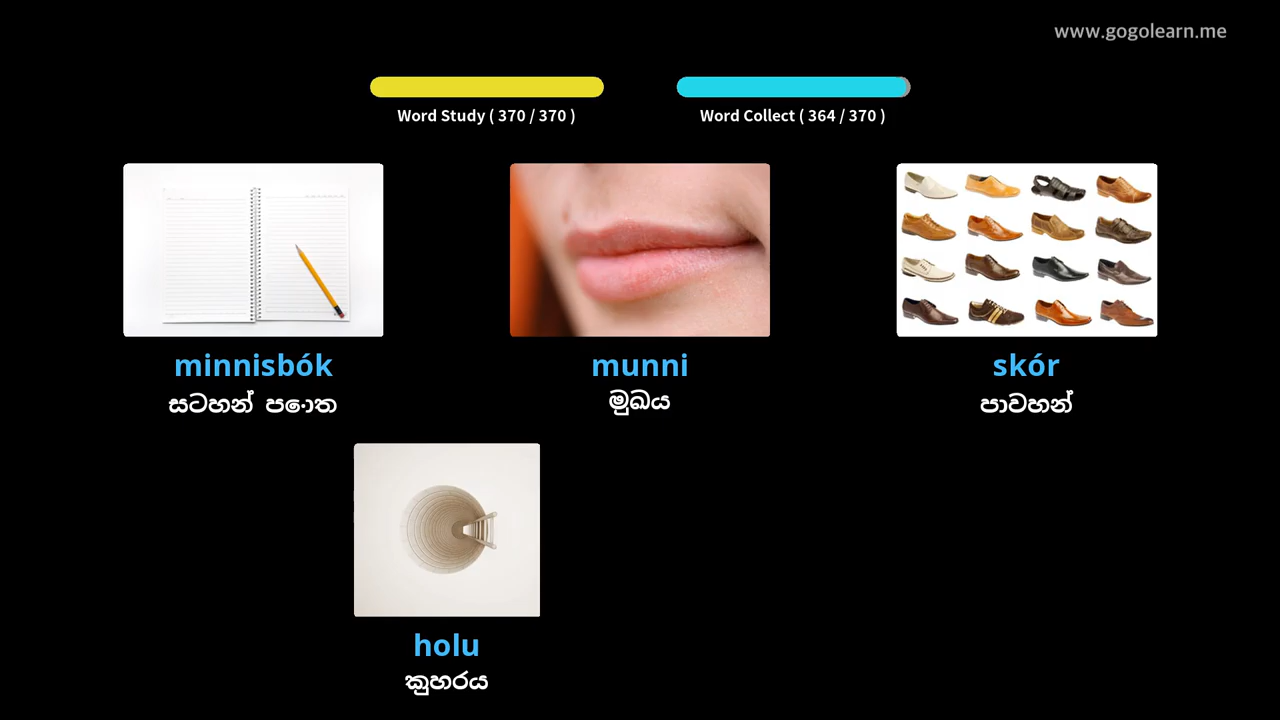 www.gogolearn.me
Word Study ( 370 / 370 )
Word Collect ( 364 / 370 )
minnisbók
සටහන් පොත
munni
මුඛය
skór
පාවහන්
holu
කුහරය